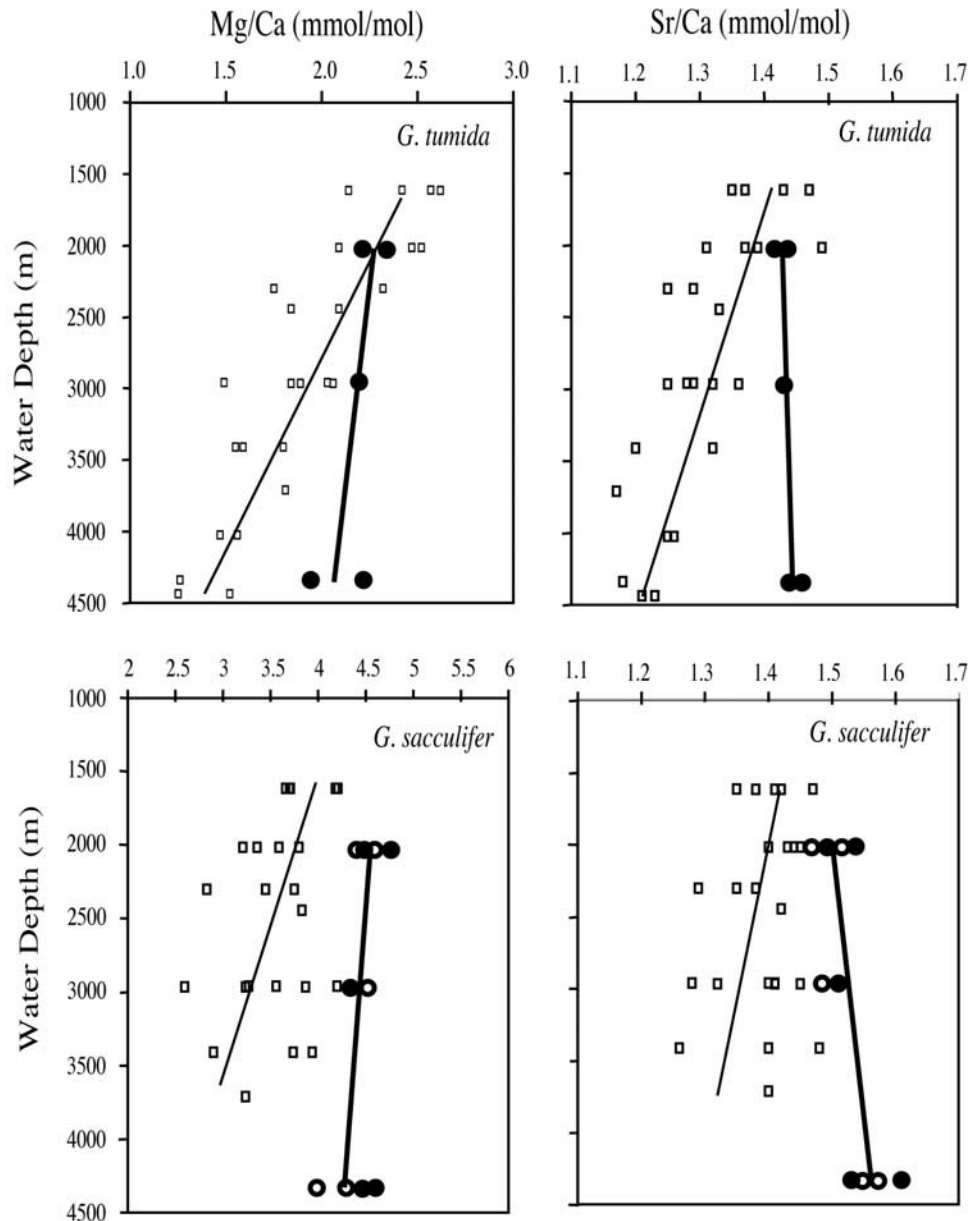 Mg/Ca (mmol/mol)
Sr/Ca (mmol/mol)
1.0 1.5 2.0 2.5 3.0
1.1 1.2 1.3 1.4 1.5 1.6 1.7
G. tumida
G. tumida
Water Depth (m)
1000
1500
2000
2500
3000
3500
4000
4500
2 2.5 3 3.5 4 4.5 5 5.5 6
1.1 1.2 1.3 1.4 1.5 1.6 1.7
G. sacculifer
G. sacculifer
Water Depth (m)
1000
1500
2000
2500
3000
3500
4000
4500